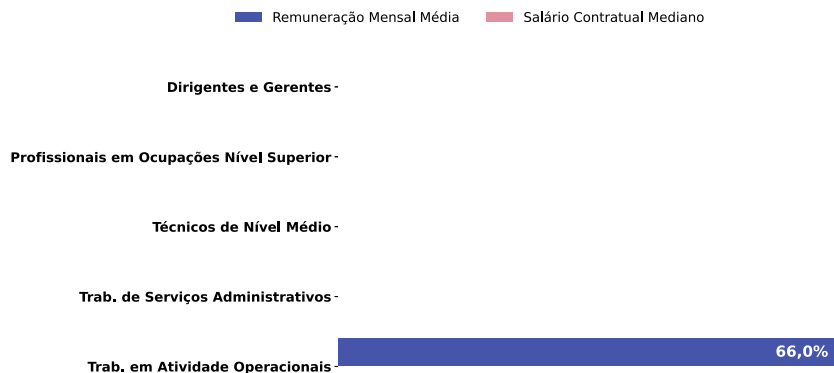 Remuneração Mensal Média Salário Contratual Mediano
Dirigentes e Gerentes
Profissionais em Ocupações Nível Superior
Técnicos de Nível Médio
Trab. de Serviços Administrativos
66,0%
Trab. em Atividade Operacionais